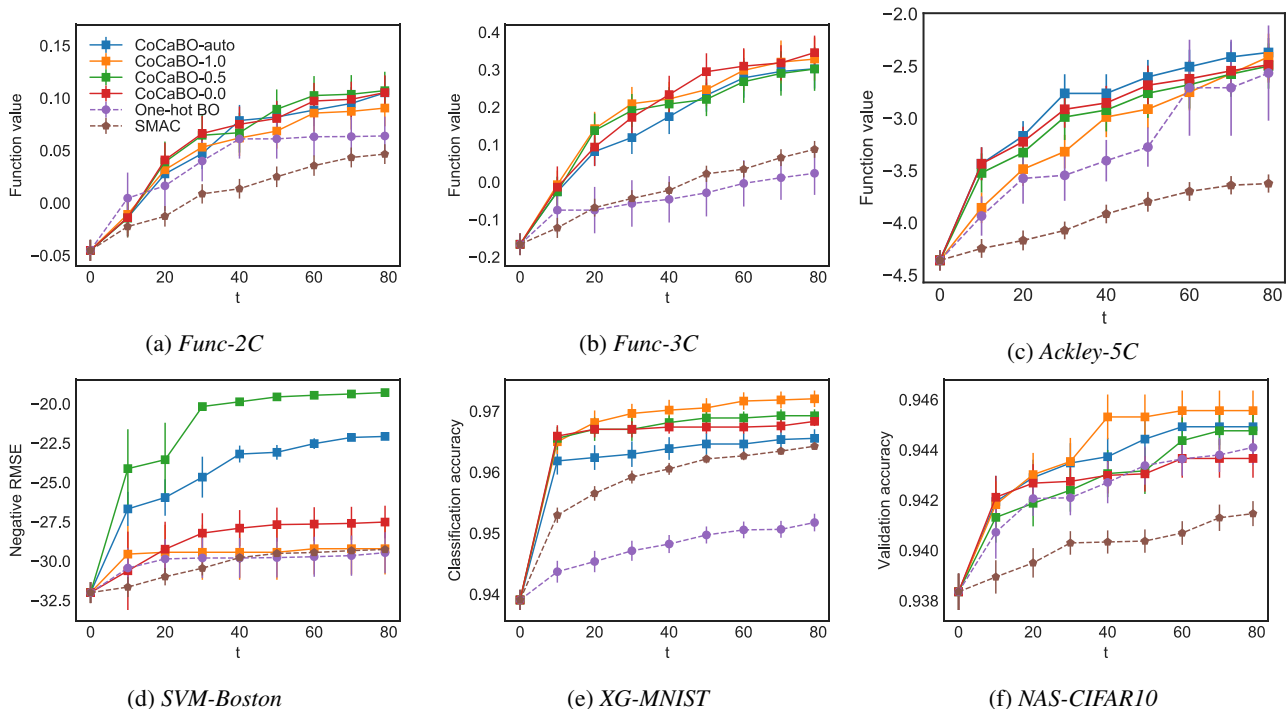 0.15
0.10
0.05
0.00
−0.05
Function value
CoCaBO-auto
CoCaBO-1.0
CoCaBO-0.5
CoCaBO-0.0
One-hot BO
SMAC
0 20 40 60 80
t
(a) Func-2C
0.4
0.3
0.2
0.1
0.0
−0.1
−0.2
Function value
0 20 40 60 80
t
(b) Func-3C
−2.0
−2.5
−3.0
−3.5
−4.0
−4.5
Function value
0 20 40 60 80
t
(c) Ackley-5C
−20.0
−22.5
−25.0
−27.5
−30.0
−32.5
Negative RMSE
0 20 40 60 80
t
(d) SVM-Boston
0.97
0.96
0.95
0.94
Classification accuracy
0 20 40 60 80
t
(e) XG-MNIST
0.946
0.944
0.942
0.940
0.938
Validation accuracy
0 20 40 60 80
t
(f) NAS-CIFAR10